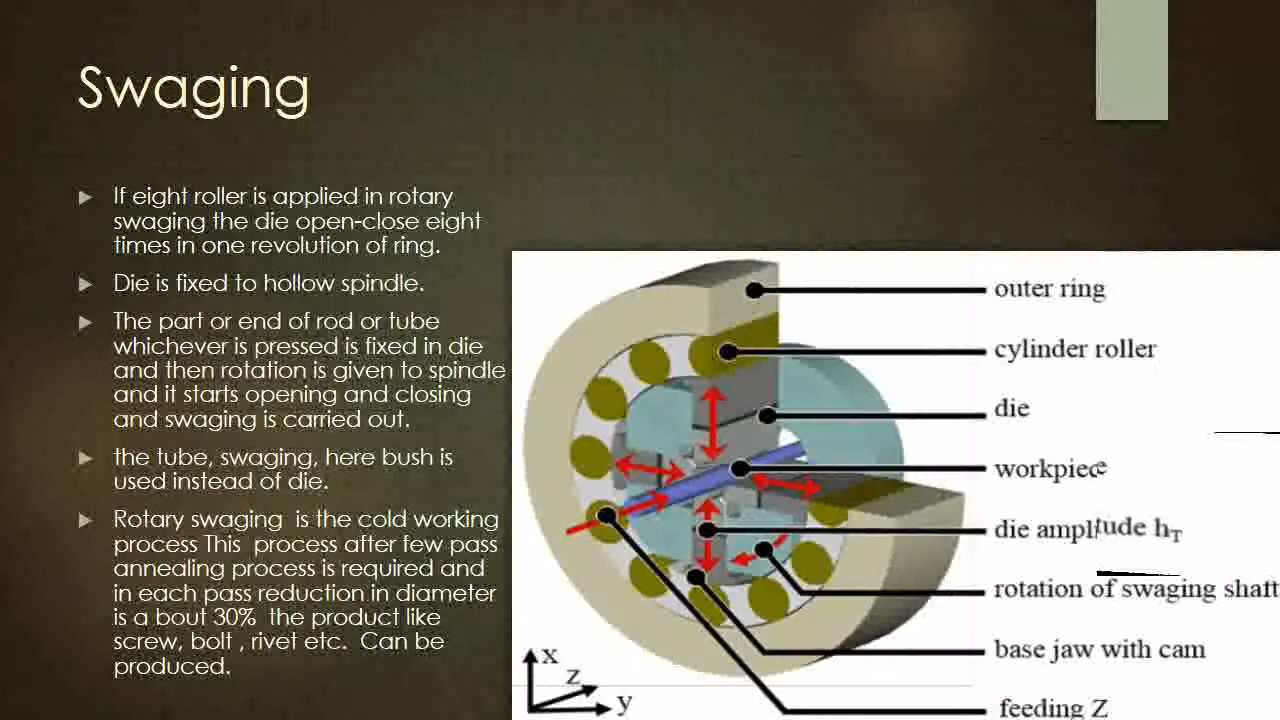 Swaging
If eight roller is applied in rotary
swaging the die open-close eight
times in one revolution of ring.
Die is fixed to hollow spindle.
The part or end of rod or tube
whichever is pressed is fixed in die
and then rotation is given to spindle
and it starts opening and closing
and swaging is carried out.
the tube, swaging, here bush is
used instead of die.
Rotary swaging is the cold working
process This process after few pass
annealing process is required and
in each pass reduction in diameter
is a bout 30% the product like
screw, bolt , rivet etc. Can be
produced.
outer ring
cylinder roller
die
workpiece
die amplitude hT
rotation of swaging shaft
base jaw with cam
feeding Z
x
z
y